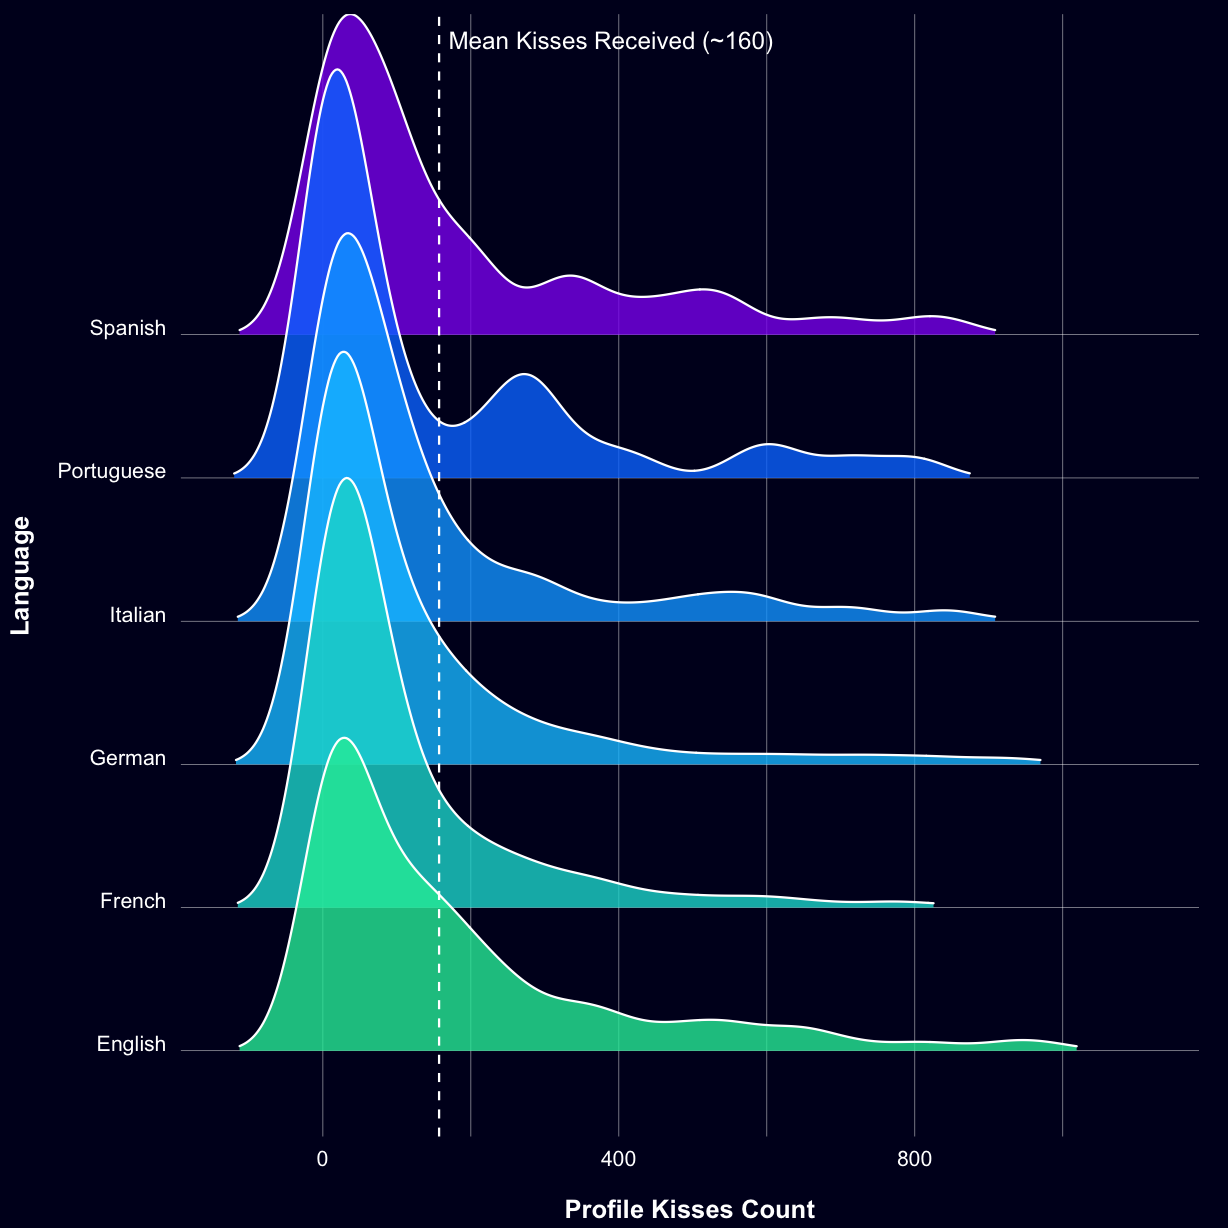 Mean Kisses Received (~160)
Spanish
Portuguese
Italian
German
French
English
Language
0 400 800
Profile Kisses Count